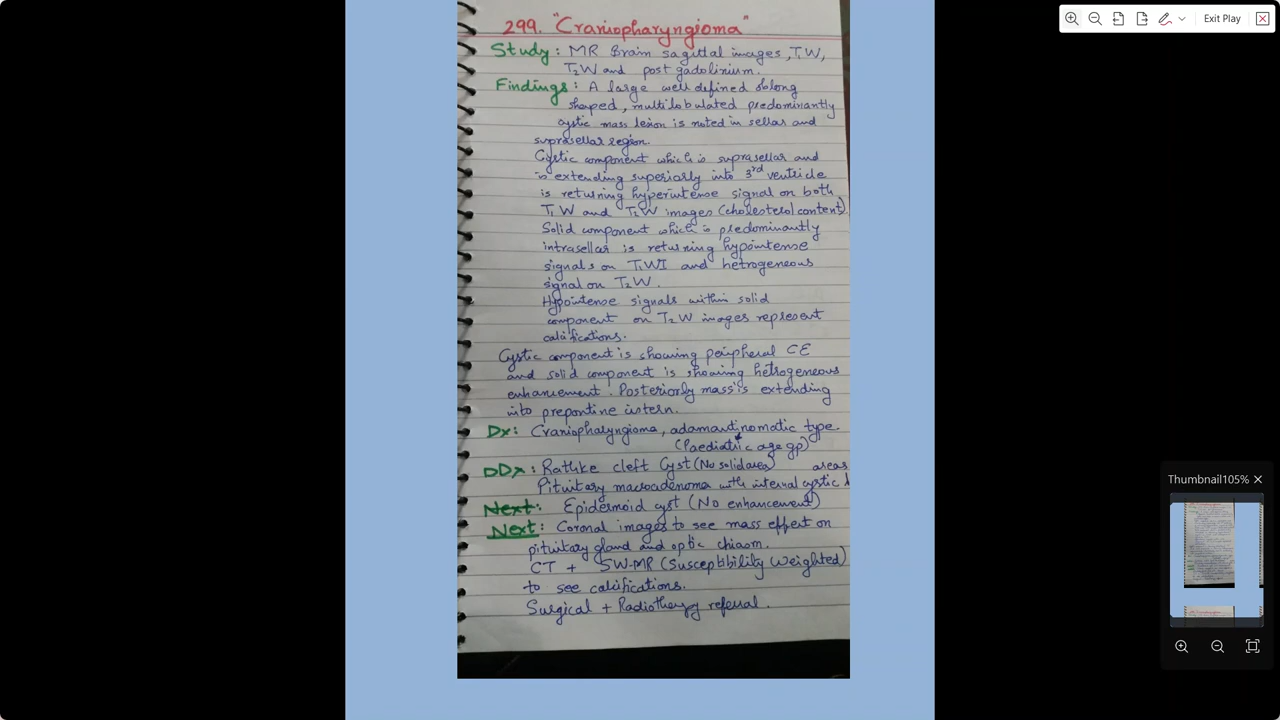 299. "Craniopharyngioma"
Study: MR Brain sagittal images, T1W,
T2W and post gadolinium.
Findings: A large well defined oblong
shaped, multilobulated predominantly
cystic mass lesion is noted in sellar and
suprasellar region.
Cystic component which is suprasellar and
is extending superiorly into 3rd ventricle
is returning hyperintense signal on both
T1W and T2W images (cholesterol content).
Solid component which is predominantly
intrasellar is returning hypointense
signals on T1WI and hetrogeneous
signal on T2W.
Hypointense signals within solid
component on T2W images represent
calcifications.
Cystic component is showing peripheral CE
and solid component is showing hetrogeneous
enhancement. Posteriorly mass is extending
into prepontine cistern.
Dx: Craniopharyngioma, adamantinomatic type.
(Paediatric age gp)
DDx: Rathke cleft Cyst (No solid area) areas
Pituitary macroadenoma with internal cystic
Next: Epidermoid cyst (No enhancement)
Next: Coronal images to see mass effect on
pituitary gland and optic chiasm.
CT + SW-MR (Susceptibility Weighted)
to see calcifications.
Surgical + Radiotherapy referral.
Exit Play
Thumbnail105%